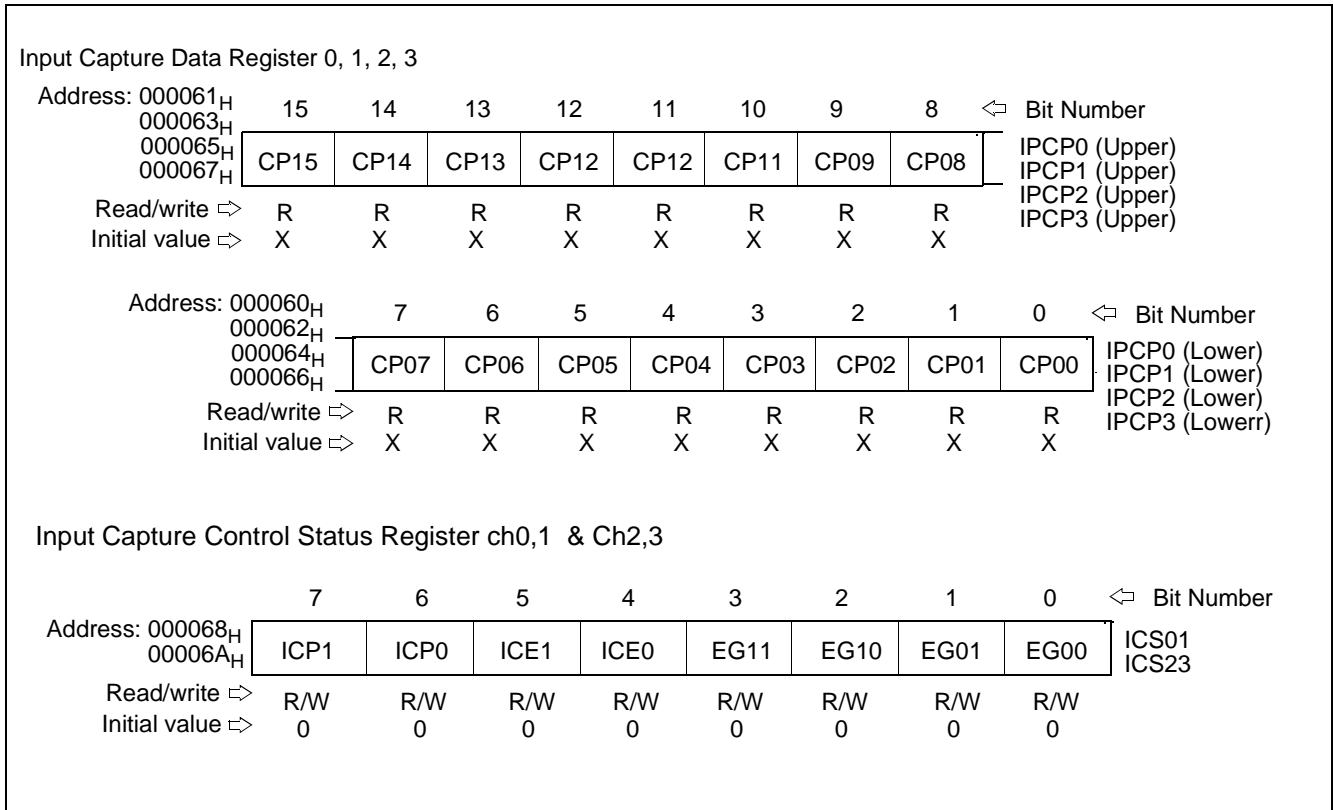 Input Capture Data Register 0, 1, 2, 3
Address: 000061H 15 14 13 12 11 10 9 8 ⇦ Bit Number
000063H
000065H
000067H
CP15 CP14 CP13 CP12 CP12 CP11 CP09 CP08
IPCP0 (Upper)
IPCP1 (Upper)
IPCP2 (Upper)
IPCP3 (Upper)
Read/write ⇨ R R R R R R R R
Initial value ⇨ X X X X X X X X
Address: 000060H 7 6 5 4 3 2 1 0 ⇦ Bit Number
000062H
000064H
000066H
CP07 CP06 CP05 CP04 CP03 CP02 CP01 CP00
IPCP0 (Lower)
IPCP1 (Lower)
IPCP2 (Lower)
IPCP3 (Lowerr)
Read/write ⇨ R R R R R R R R
Initial value ⇨ X X X X X X X X
Input Capture Control Status Register ch0,1 & Ch2,3
7 6 5 4 3 2 1 0 ⇦ Bit Number
Address: 000068H
00006AH
ICP1 ICP0 ICE1 ICE0 EG11 EG10 EG01 EG00
ICS01
ICS23
Read/write ⇨ R/W R/W R/W R/W R/W R/W R/W R/W
Initial value ⇨ 0 0 0 0 0 0 0 0